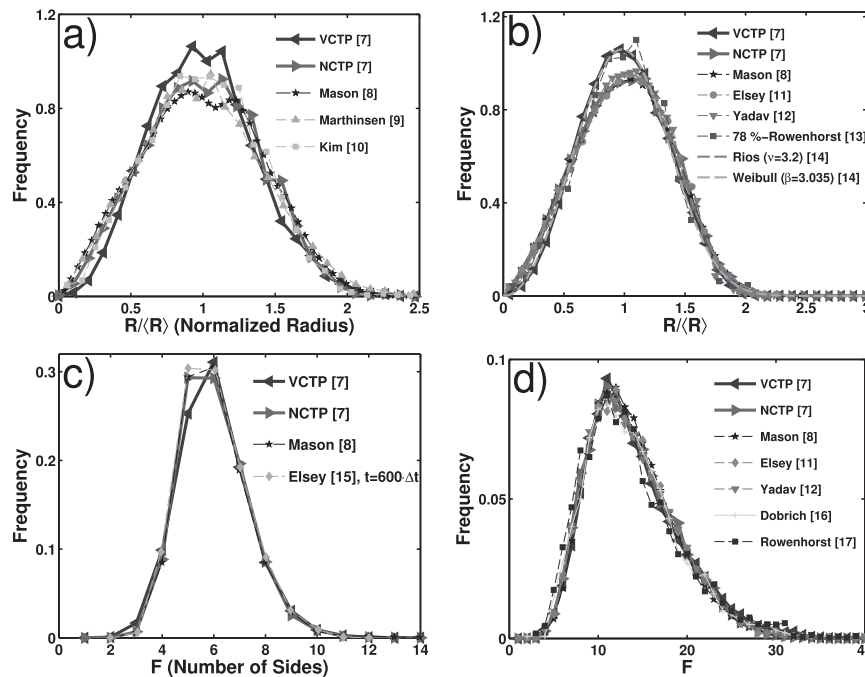 a)
1.2
0.8
0.4
0
Frequency
VCTP [7]
NCTP [7]
Mason [8]
Marthinsen [9]
Kim [10]
0 0.5 1 1.5 2 2.5
R/⟨R⟩ (Normalized Radius)
b)
1.2
0.8
0.4
0
Frequency
VCTP [7]
NCTP [7]
Mason [8]
Elsey [11]
Yadav [12]
78 %-Rowenhorst [13]
Rios (ν=3.2) [14]
Weibull (β=3.035) [14]
0 0.5 1 1.5 2 2.5 3
R/⟨R⟩
c)
0.3
0.2
0.1
0
Frequency
VCTP [7]
NCTP [7]
Mason [8]
Elsey [15], t=600·Δt
0 2 4 6 8 10 12 14
F (Number of Sides)
d)
0.1
0.05
0
Frequency
VCTP [7]
NCTP [7]
Mason [8]
Elsey [11]
Yadav [12]
Dobrich [16]
Rowenhorst [17]
0 10 20 30 40
F